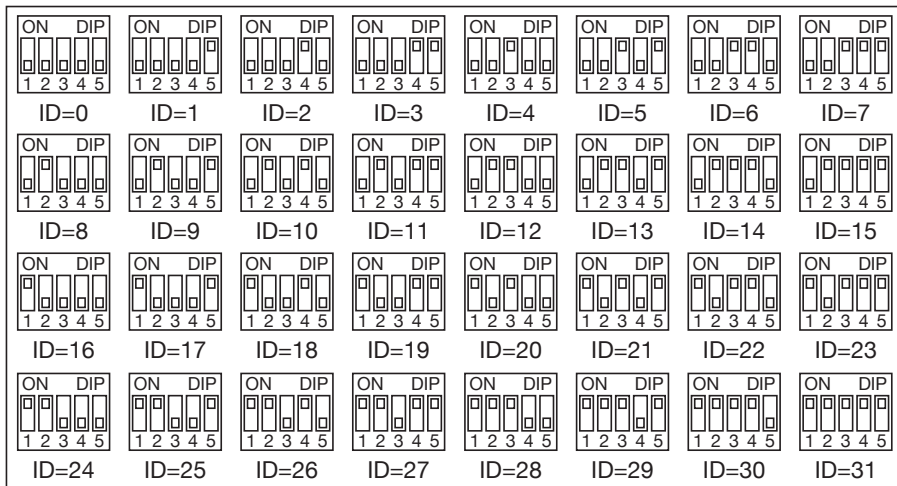 ON DIP ON DIP ON DIP ON DIP ON DIP ON DIP ON DIP ON DIP
1 2 3 4 5 1 2 3 4 5 1 2 3 4 5 1 2 3 4 5 1 2 3 4 5 1 2 3 4 5 1 2 3 4 5 1 2 3 4 5
ID=0 ID=1 ID=2 ID=3 ID=4 ID=5 ID=6 ID=7
ON DIP ON DIP ON DIP ON DIP ON DIP ON DIP ON DIP ON DIP
1 2 3 4 5 1 2 3 4 5 1 2 3 4 5 1 2 3 4 5 1 2 3 4 5 1 2 3 4 5 1 2 3 4 5 1 2 3 4 5
ID=8 ID=9 ID=10 ID=11 ID=12 ID=13 ID=14 ID=15
ON DIP ON DIP ON DIP ON DIP ON DIP ON DIP ON DIP ON DIP
1 2 3 4 5 1 2 3 4 5 1 2 3 4 5 1 2 3 4 5 1 2 3 4 5 1 2 3 4 5 1 2 3 4 5 1 2 3 4 5
ID=16 ID=17 ID=18 ID=19 ID=20 ID=21 ID=22 ID=23
ON DIP ON DIP ON DIP ON DIP ON DIP ON DIP ON DIP ON DIP
1 2 3 4 5 1 2 3 4 5 1 2 3 4 5 1 2 3 4 5 1 2 3 4 5 1 2 3 4 5 1 2 3 4 5 1 2 3 4 5
ID=24 ID=25 ID=26 ID=27 ID=28 ID=29 ID=30 ID=31